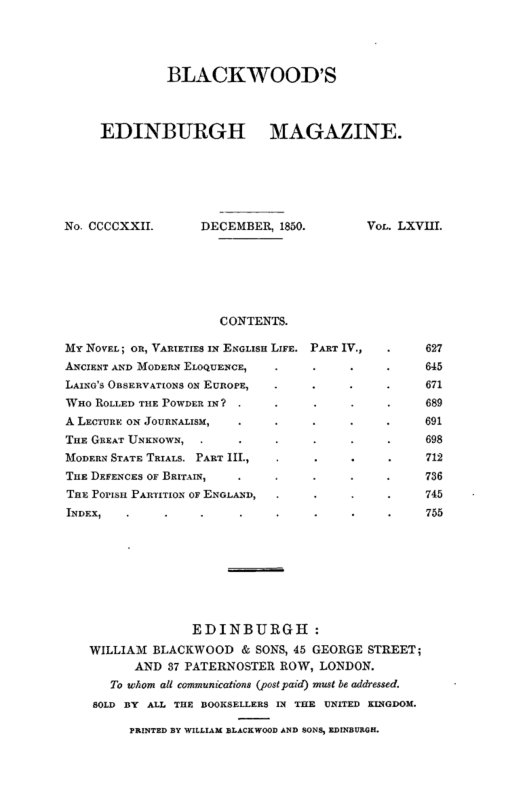 BLACKWOOD'S
EDINBURGH MAGAZINE.
No. CCCCXXII. DECEMBER, 1850. VOL. LXVIII.
CONTENTS.
MY NOVEL; OR, VARIETIES IN ENGLISH LIFE. PART IV., . 627
ANCIENT AND MODERN ELOQUENCE, . . . . 645
LAING'S OBSERVATIONS ON EUROPE, . . . . 671
WHO ROLLED THE POWDER IN? . . . . . 689
A LECTURE ON JOURNALISM, . . . . . 691
THE GREAT UNKNOWN, . . . . . . 698
MODERN STATE TRIALS. PART III., . . . . 712
THE DEFENCES OF BRITAIN, . . . . . 736
THE POPISH PARTITION OF ENGLAND, . . . . 745
INDEX, . . . . . . . . 755
EDINBURGH:
WILLIAM BLACKWOOD & SONS, 45 GEORGE STREET;
AND 37 PATERNOSTER ROW, LONDON.
To whom all communications (post paid) must be addressed.
SOLD BY ALL THE BOOKSELLERS IN THE UNITED KINGDOM.
PRINTED BY WILLIAM BLACKWOOD AND SONS, EDINBURGH.